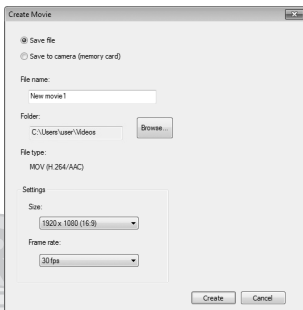 Create Movie
Save file
Save to camera (memory card)
File name:
New movie1
Folder:
C:\Users\user\Videos
Browse...
File type:
MOV (H.264/AAC)
Settings
Size:
1920 x 1080 (16:9)
Frame rate:
30 fps
Create
Cancel